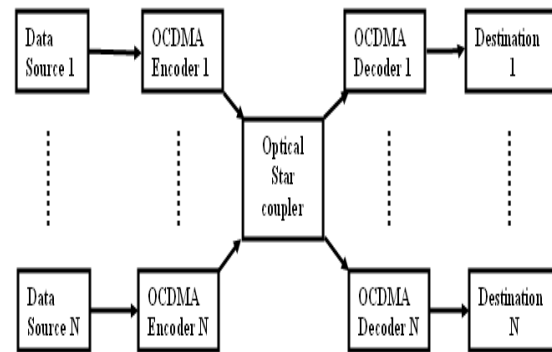 Data
Source 1
OCDMA
Encoder 1
OCDMA
Decoder 1
Destination
1
Optical
Star
coupler
Data
Source N
OCDMA
Encoder N
OCDMA
Decoder N
Destination
N